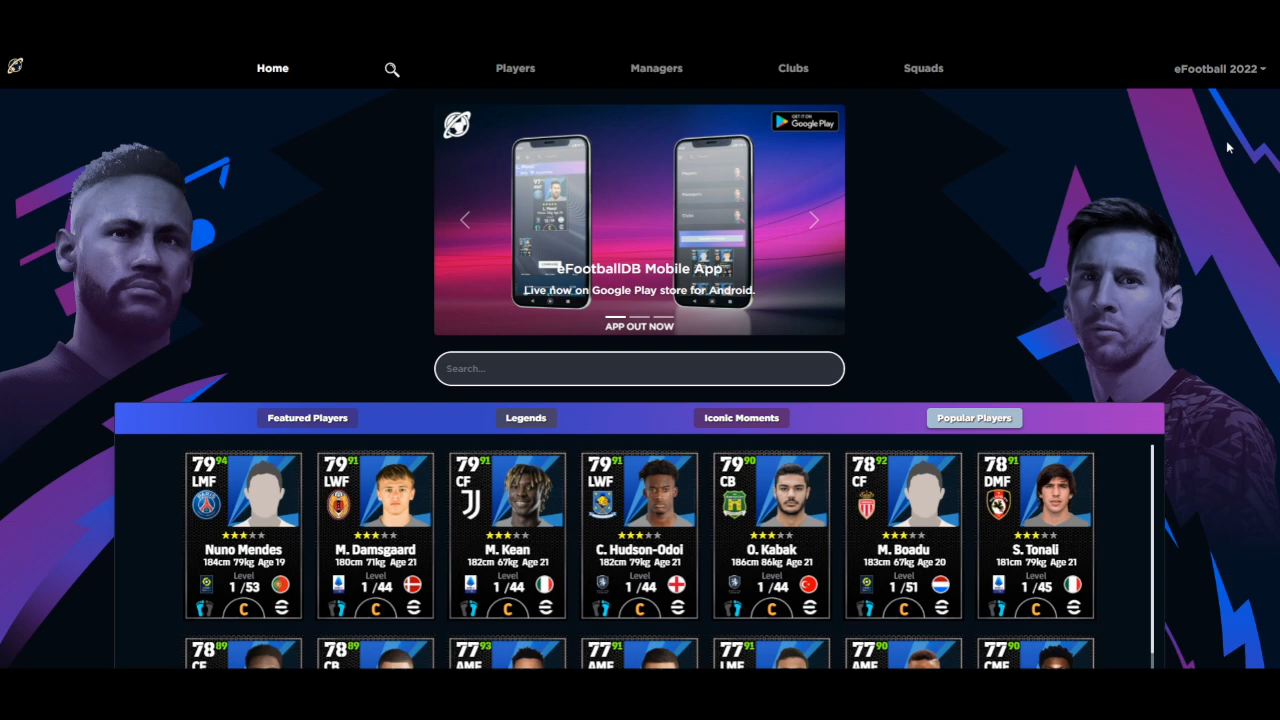 Home
Players
Managers
Clubs
Squads
eFootball 2022
GET IT ON
Google Play
eFootballDB Mobile App
Live now on Google Play store for Android.
APP OUT NOW
Search...
Featured Players
Legends
Iconic Moments
Popular Players
79 94
LMF
Nuno Mendes
184cm 79kg Age 19
Level
1 /53
C
79 91
LWF
M. Damsgaard
180cm 71kg Age 21
Level
1 /44
C
79 91
CF
M. Kean
182cm 67kg Age 21
Level
1 /44
C
79 91
LWF
C. Hudson-Odoi
182cm 79kg Age 21
Level
1 /44
C
79 90
CB
O. Kabak
186cm 86kg Age 21
Level
1 /44
C
78 92
CF
M. Boadu
183cm 67kg Age 20
Level
1 /51
C
78 91
DMF
S. Tonali
181cm 79kg Age 21
Level
1 /45
C
78 89
CF
78 89
CB
77 93
AMF
77 91
AMF
77 91
LMF
77 90
AMF
77 90
CMF